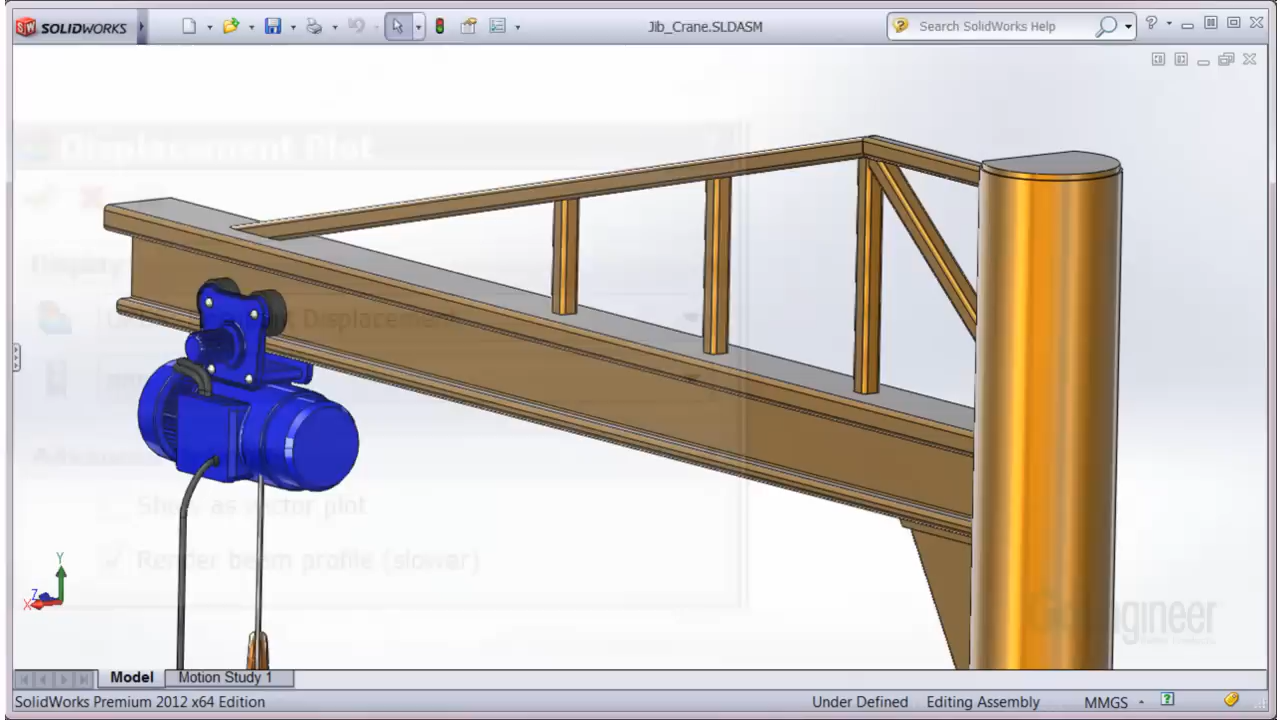 SOLIDWORKS
Jib_Crane.SLDASM
Search SolidWorks Help
Displacement Plot
Display
Displacement
Show as vector plot
Render beam profile (slower)
Y
Z
X
Model
Motion Study 1
SolidWorks Premium 2012 x64 Edition
Under Defined
Editing Assembly
MMGS